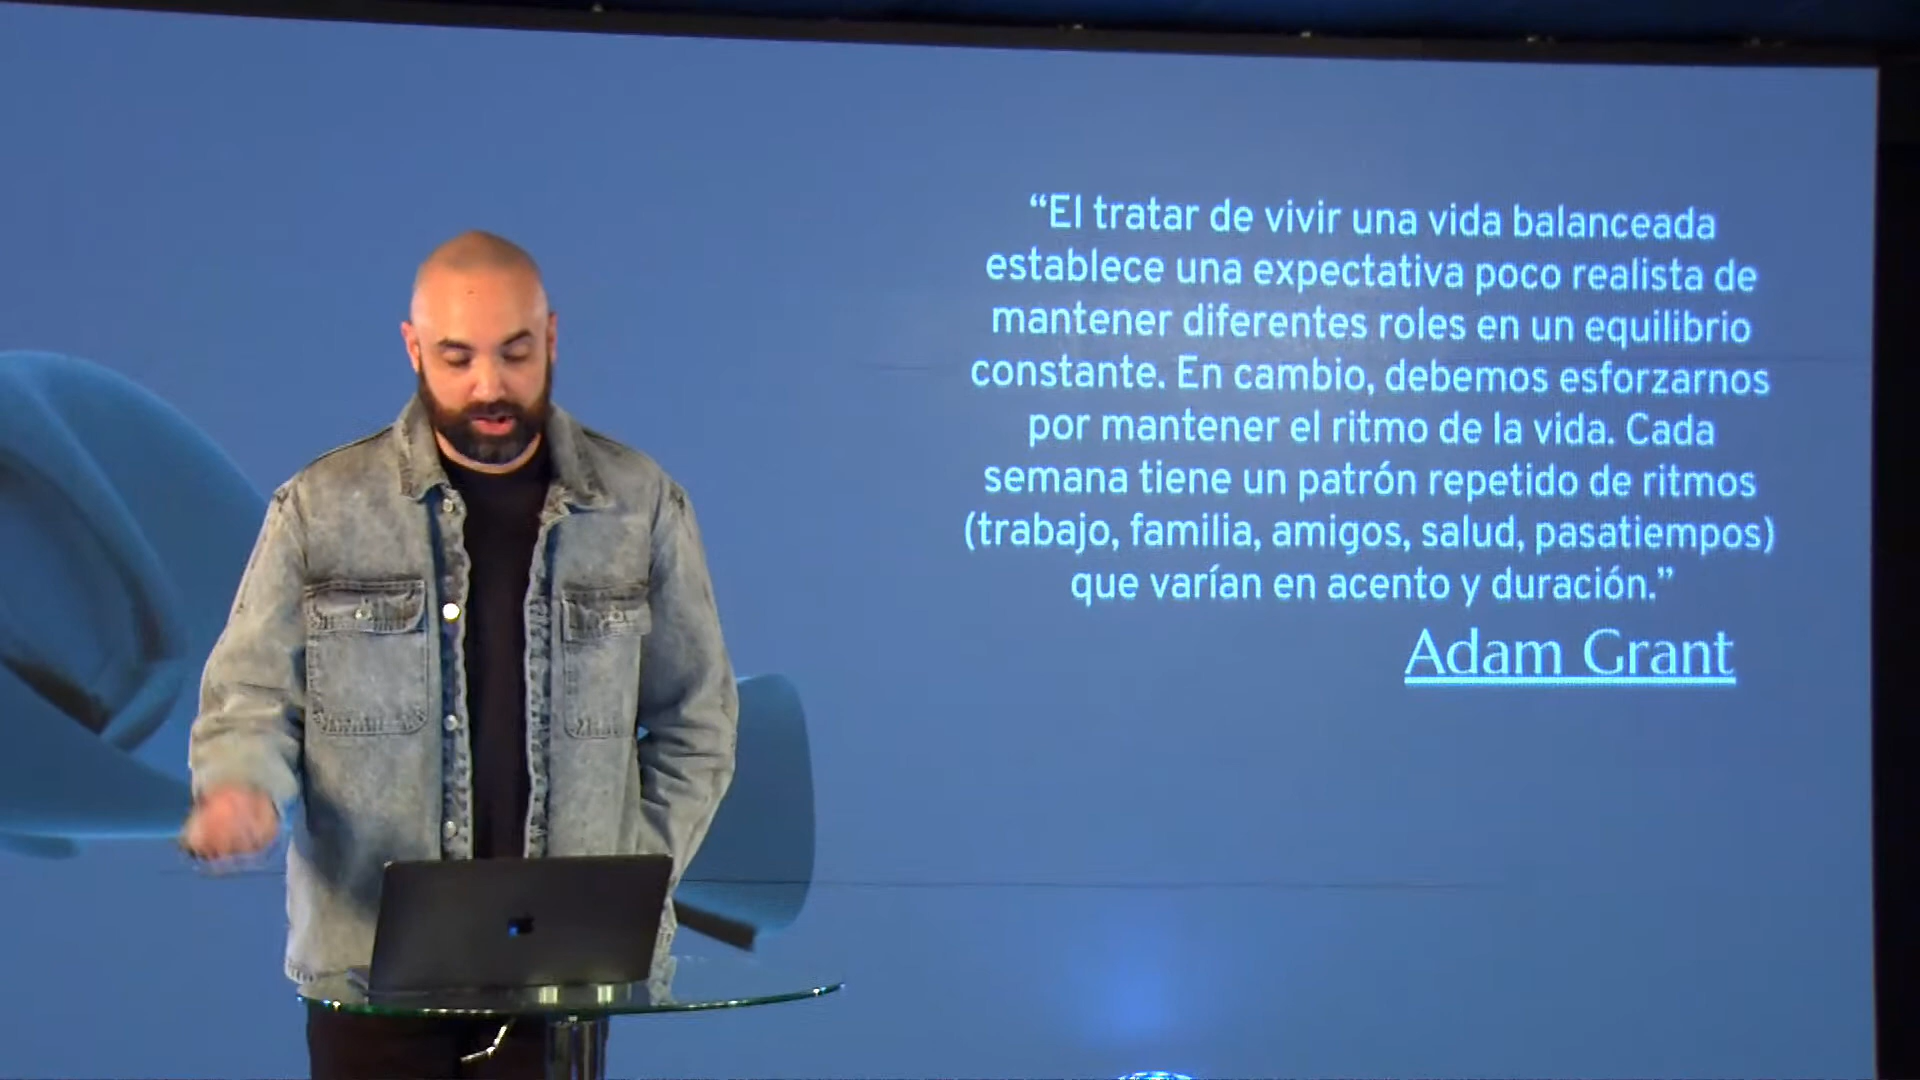 “El tratar de vivir una vida balanceada
establece una expectativa poco realista de
mantener diferentes roles en un equilibrio
constante. En cambio, debemos esforzarnos
por mantener el ritmo de la vida. Cada
semana tiene un patrón repetido de ritmos
(trabajo, familia, amigos, salud, pasatiempos)
que varían en acento y duración.”
Adam Grant